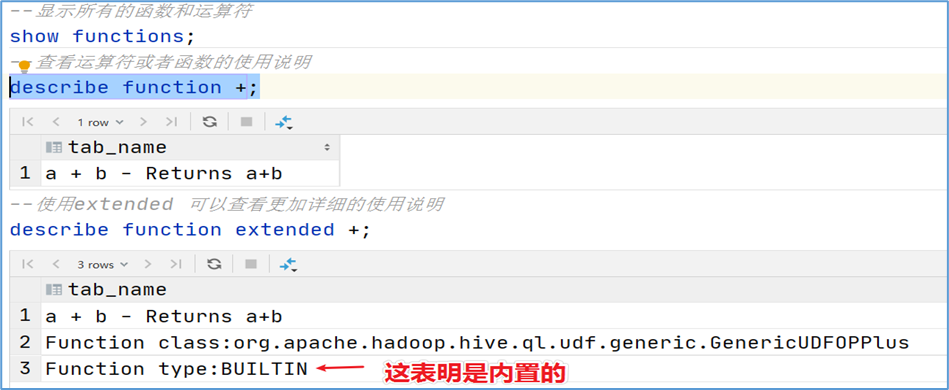 --显示所有的函数和运算符
show functions;
--查看运算符或者函数的使用说明
describe function +;
1 row
tab_name
1 a + b - Returns a+b
--使用extended 可以查看更加详细的使用说明
describe function extended +;
3 rows
tab_name
1 a + b - Returns a+b
2 Function class:org.apache.hadoop.hive.ql.udf.generic.GenericUDFOPPlus
3 Function type:BUILTIN 这表明是内置的